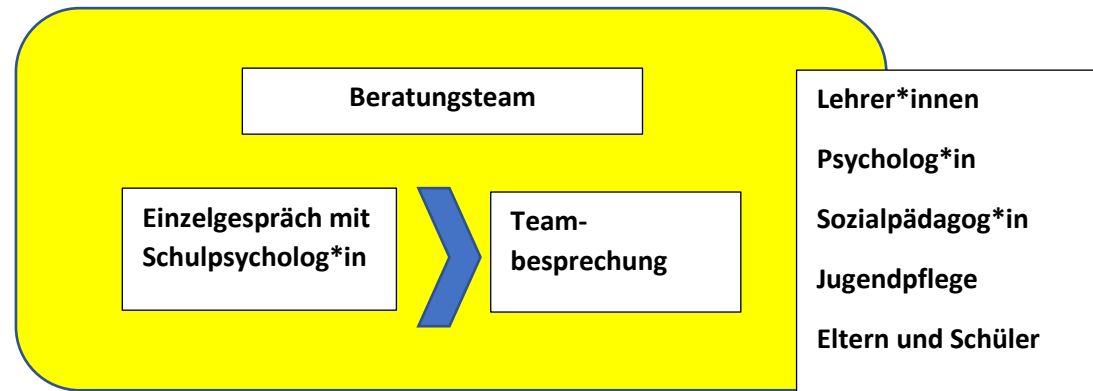 Beratungsteam
Einzelgespräch mit
Schulpsycholog*in
Team-
besprechung
Lehrer*innen
Psycholog*in
Sozialpädagog*in
Jugendpflege
Eltern und Schüler